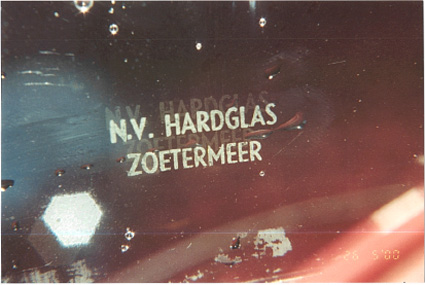 N.V. HARDGLAS
ZOETERMEER
26 5'00